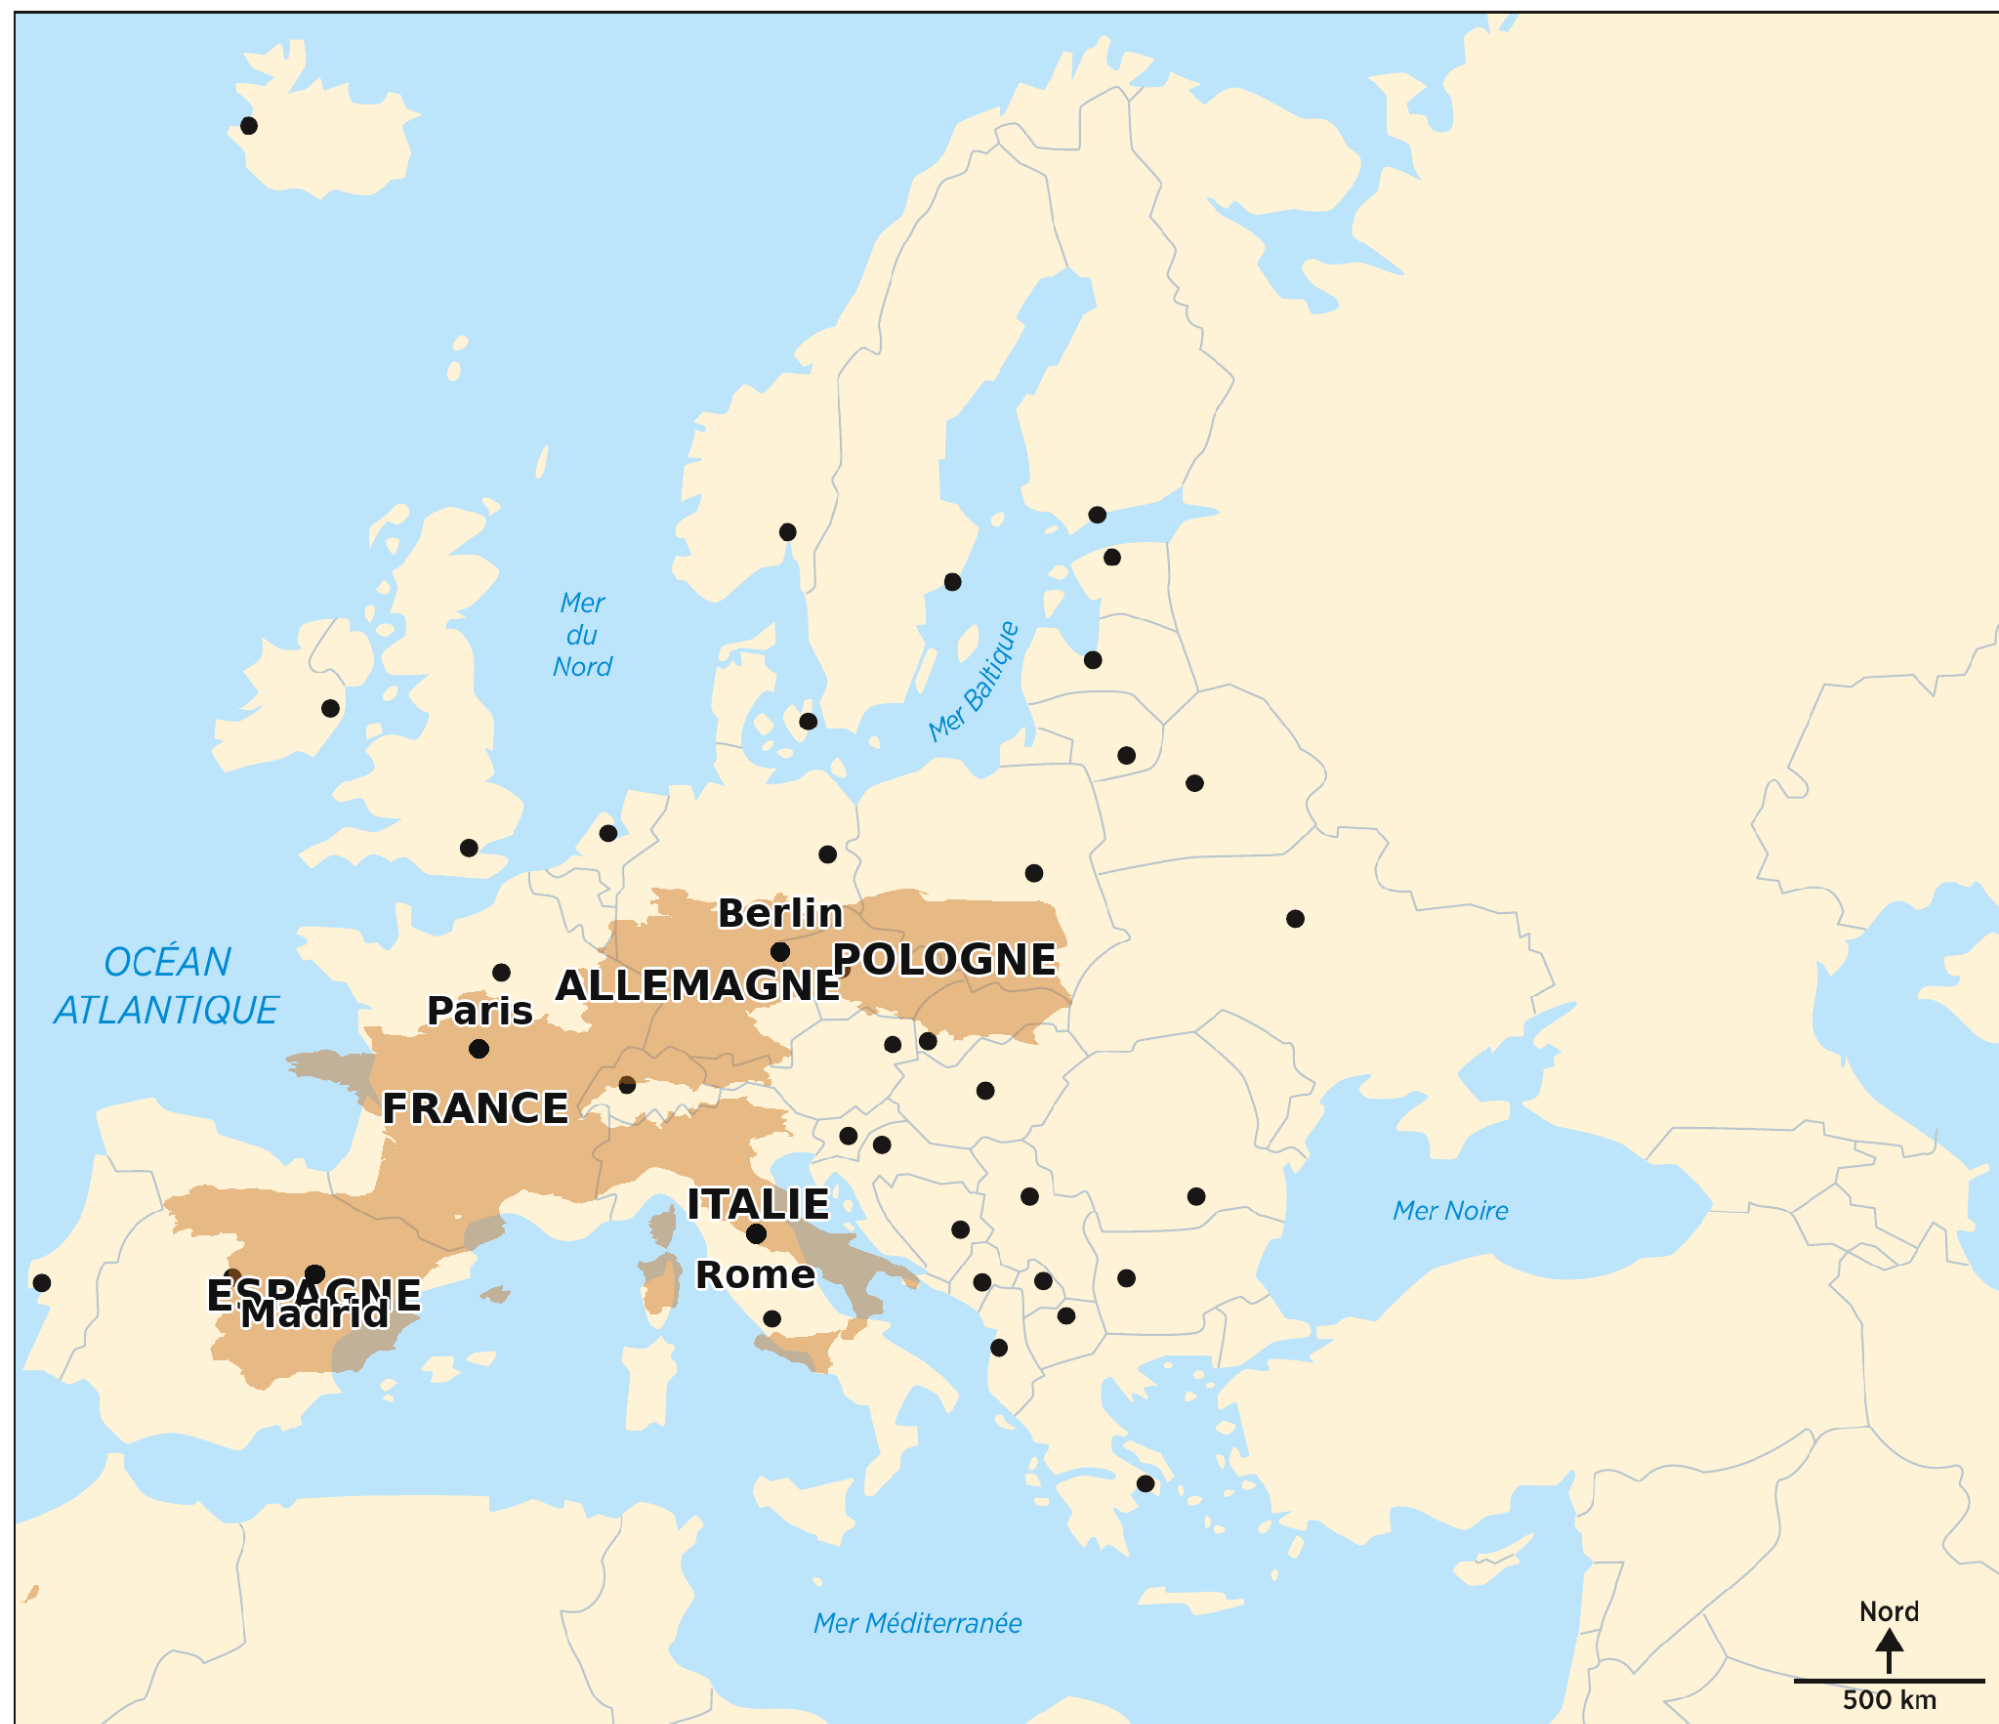 Mer
du
Nord
Mer Baltique
Berlin
OCÉAN
ATLANTIQUE
POLOGNE
ALLEMAGNE
Paris
FRANCE
ITALIE
Mer Noire
Rome
ESPAGNE
Madrid
Mer Méditerranée
Nord
500 km